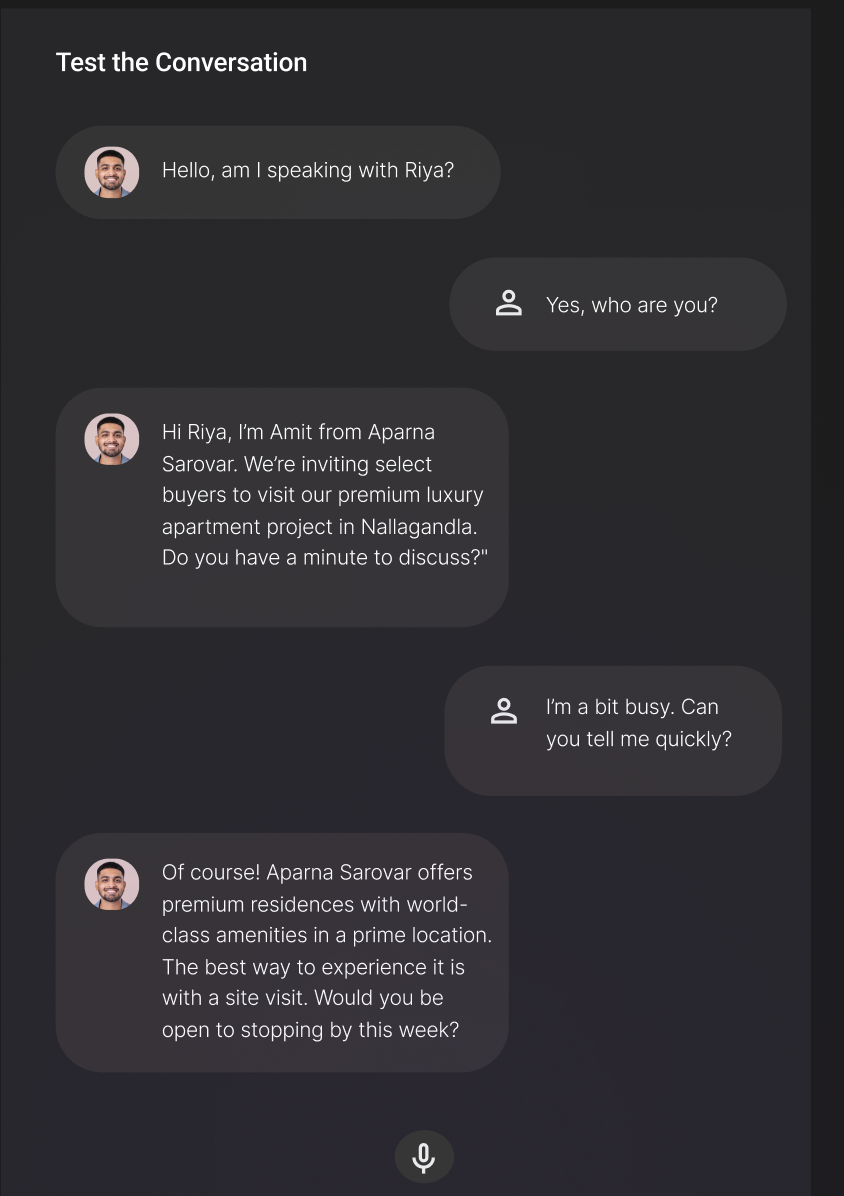 Test the Conversation
Hello, am I speaking with Riya?
Yes, who are you?
Hi Riya, I’m Amit from Aparna
Sarovar. We’re inviting select
buyers to visit our premium luxury
apartment project in Nallagandla.
Do you have a minute to discuss?"
I’m a bit busy. Can
you tell me quickly?
Of course! Aparna Sarovar offers
premium residences with world-
class amenities in a prime location.
The best way to experience it is
with a site visit. Would you be
open to stopping by this week?